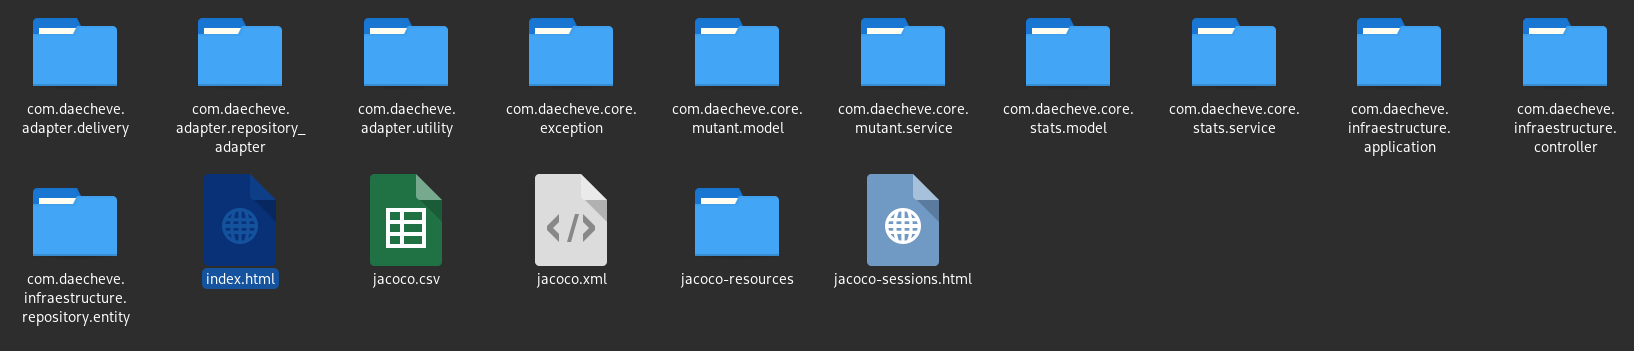 com.daecheve.
adapter.delivery
com.daecheve.
adapter.repository_
adapter
com.daecheve.
adapter.utility
com.daecheve.core.
exception
com.daecheve.core.
mutant.model
com.daecheve.core.
mutant.service
com.daecheve.core.
stats.model
com.daecheve.core.
stats.service
com.daecheve.
infraestructure.
application
com.daecheve.
infraestructure.
controller
com.daecheve.
infraestructure.
repository.entity
index.html
jacoco.csv
jacoco.xml
jacoco-resources
jacoco-sessions.html